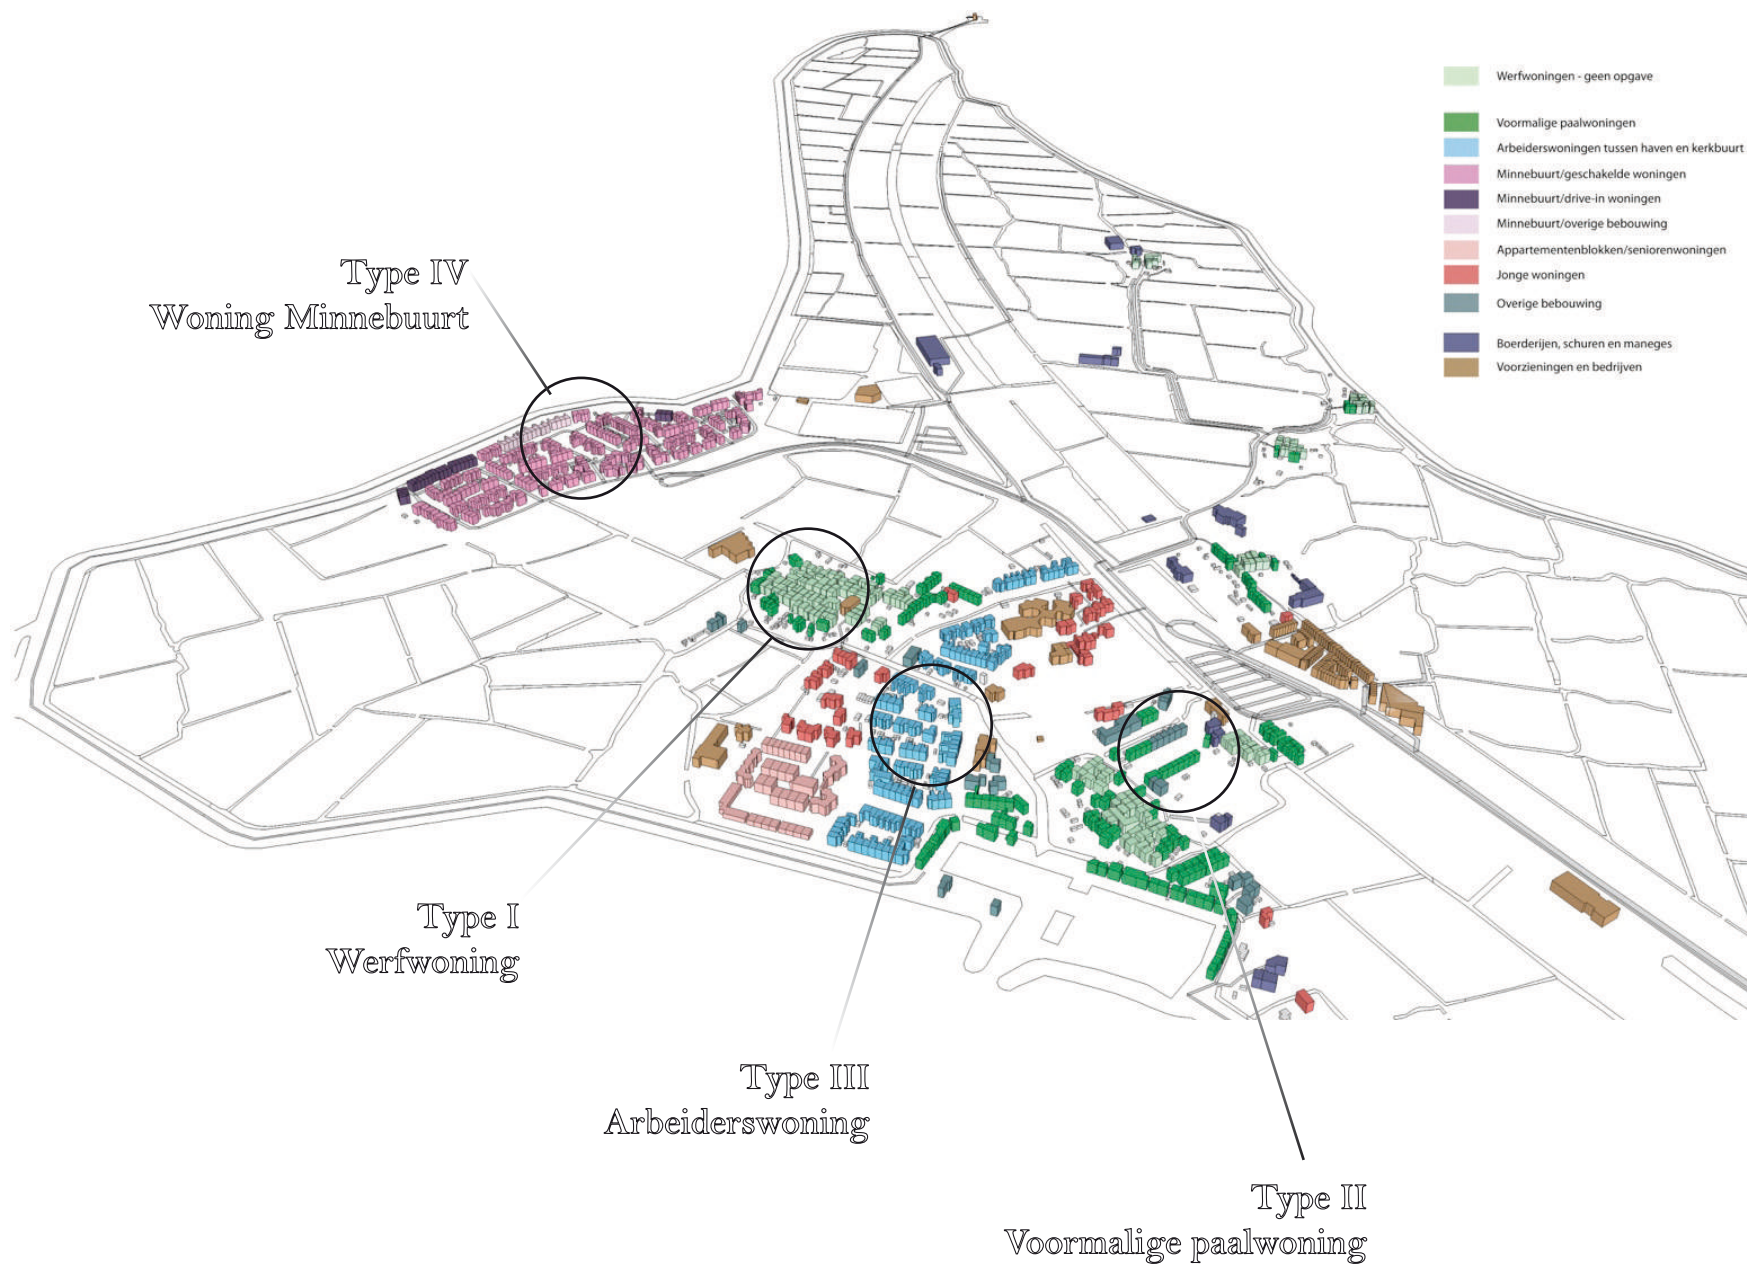 Werfwoningen - geen opgave
Voormalige paalwoningen
Arbeiderswoningen tussen haven en kerkbuurt
Minnebuurt/geschakelde woningen
Minnebuurt/drive-in woningen
Minnebuurt/overige bebouwing
Appartementenblokken/seniorenwoningen
Jonge woningen
Overige bebouwing
Boerderijen, schuren en maneges
Voorzieningen en bedrijven
Type IV
Woning Minnebuurt
Type I
Werfwoning
Type III
Arbeiderswoning
Type II
Voormalige paalwoning